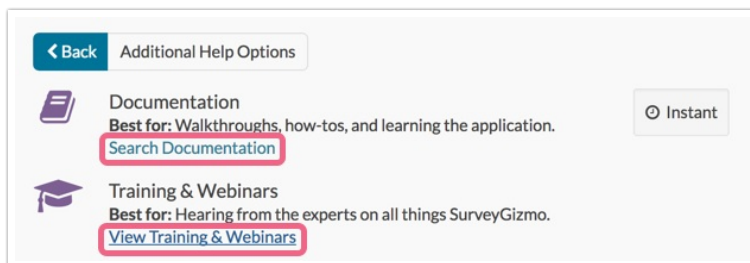 Back Additional Help Options
Documentation
Best for: Walkthroughs, how-tos, and learning the application.
Search Documentation
Instant
Training & Webinars
Best for: Hearing from the experts on all things SurveyGizmo.
View Training & Webinars